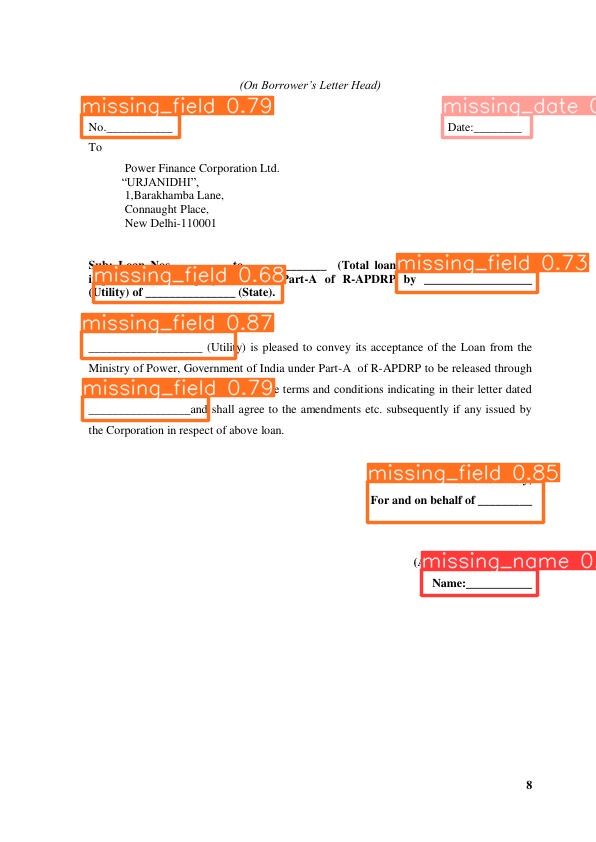 (On Borrower's Letter Head)
missing_field 0.79
missing_date 0
No.___________
Date:________
To
Power Finance Corporation Ltd.
"URJANIDHI",
1,Barakhamba Lane,
Connaught Place,
New Delhi-110001
missing_field 0.73
Sub: Loan Nos. to ________ (Total loan
missing_field 0.68
Part-A of R-APDRP by __________________
(Utility) of _______________ (State).
missing_field 0.87
___________________ (Utility) is pleased to convey its acceptance of the Loan from the
Ministry of Power, Government of India under Part-A of R-APDRP to be released through
missing_field 0.79
terms and conditions indicating in their letter dated
_________________and shall agree to the amendments etc. subsequently if any issued by
the Corporation in respect of above loan.
missing_field 0.85
For and on behalf of _________
missing_name 0
Name:___________
8